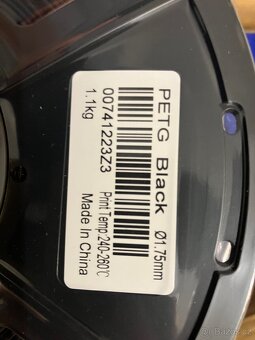 PETG Black Ø1.75mm
00741223Z3
1.1kg Print Temp.240-260℃
Made In China